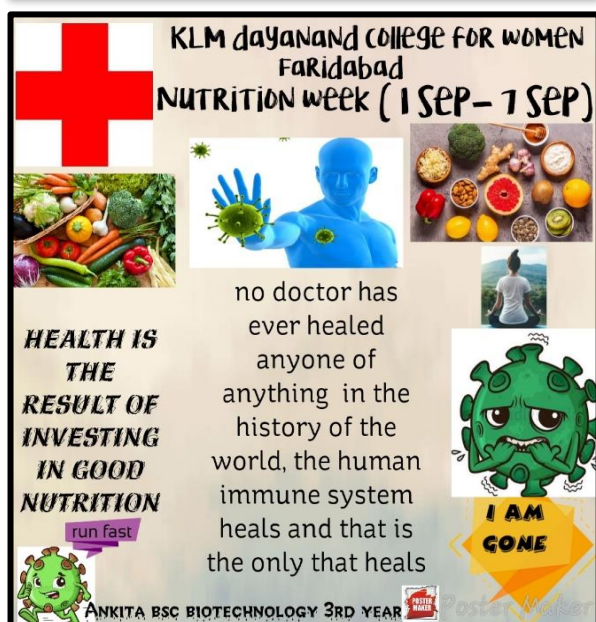 KLM dayanand college for women
Faridabad
Nutrition week ( 1 Sep- 7 Sep)
no doctor has
ever healed
anyone of
anything in the
history of the
world, the human
immune system
heals and that is
the only that heals
HEALTH IS
THE
RESULT OF
INVESTING
IN GOOD
NUTRITION
run fast
I AM
GONE
Ankita bsc biotechnology 3rd year
POSTER
MAKER
Poster Maker